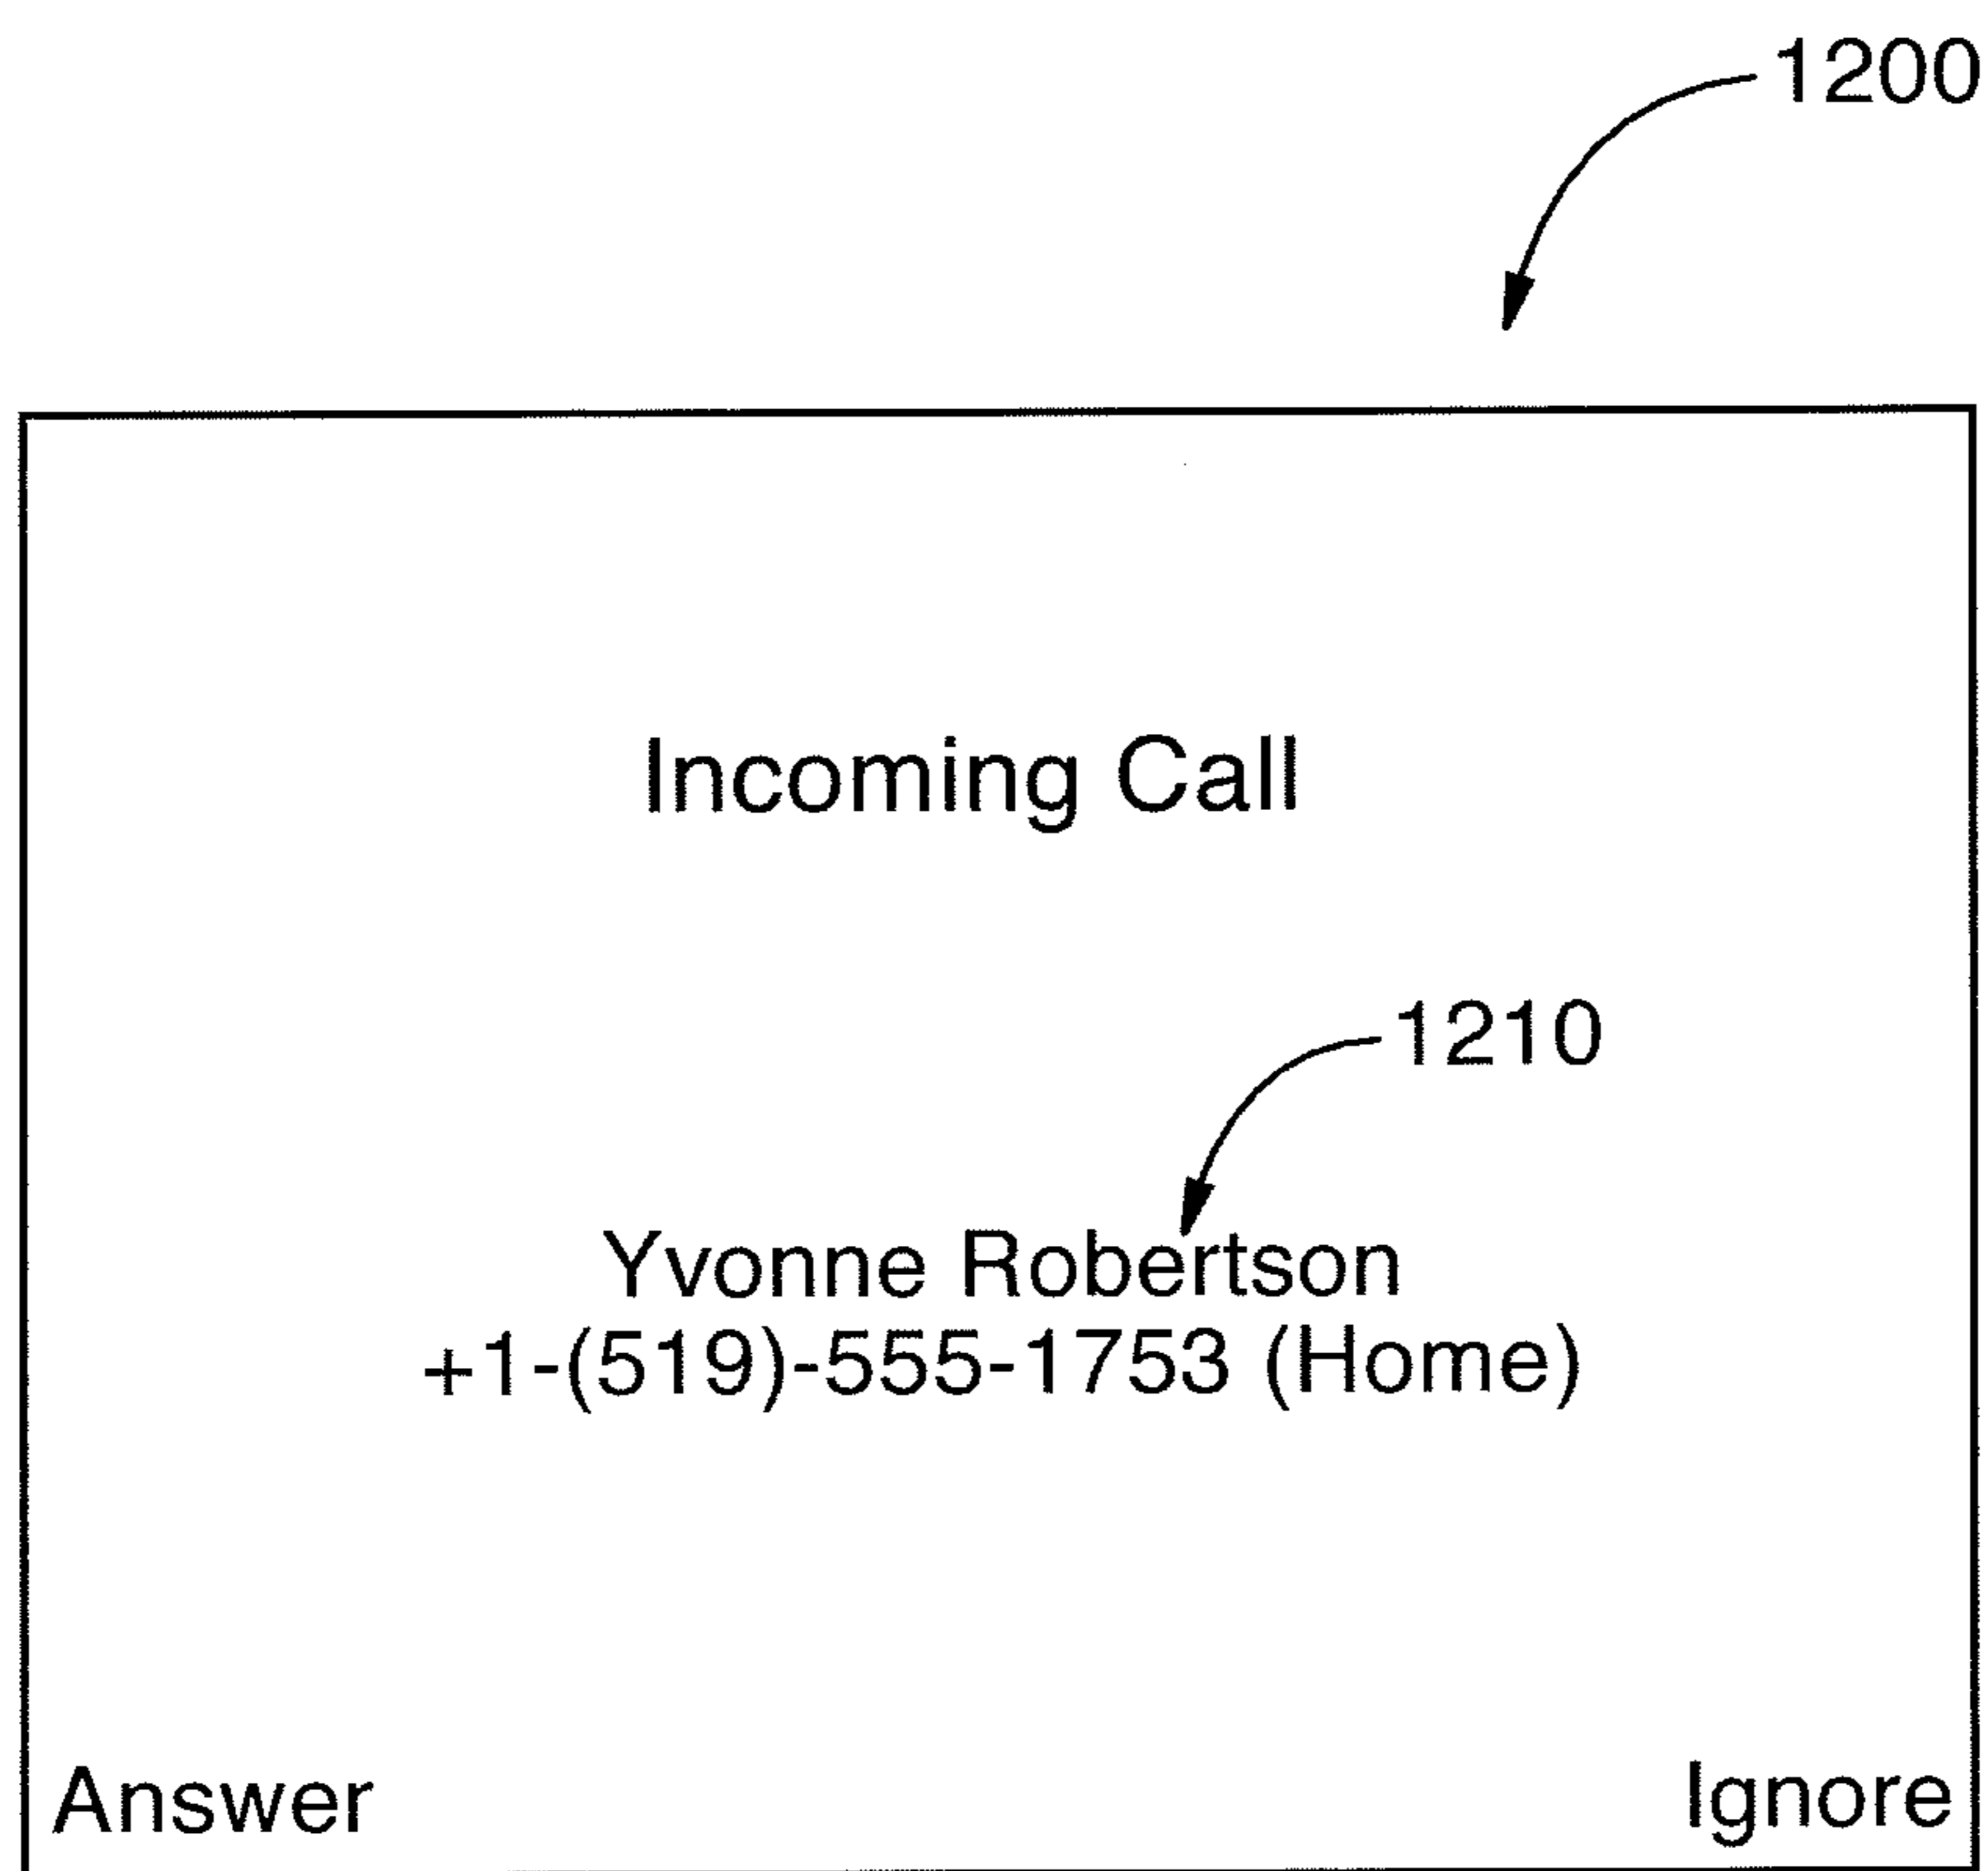 1200
Incoming Call
1210
Yvonne Robertson
+1-(519)-555-1753 (Home)
Answer
Ignore